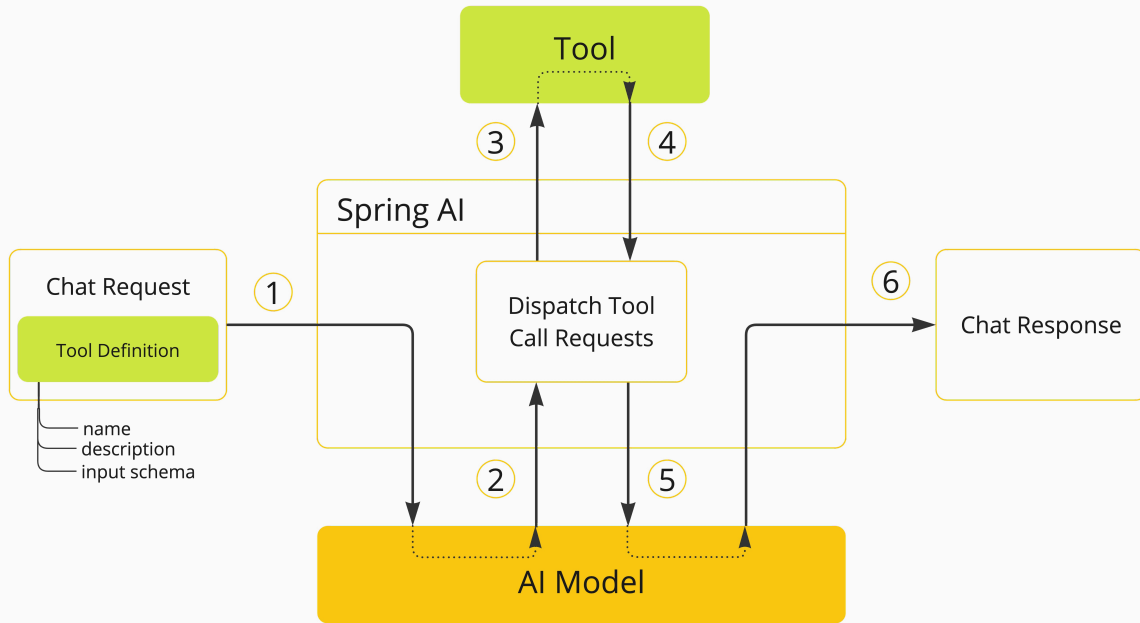 Tool
3
4
Spring AI
Chat Request
Tool Definition
name
description
input schema
1
Dispatch Tool
Call Requests
6
Chat Response
2
5
AI Model